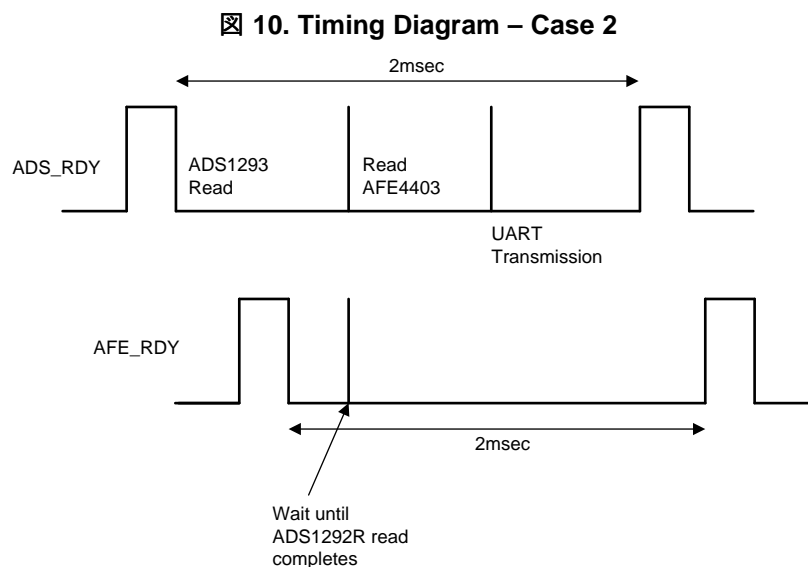 図 10. Timing Diagram – Case 2
2msec
ADS_RDY
ADS1293
Read
Read
AFE4403
UART
Transmission
AFE_RDY
2msec
Wait until
ADS1292R read
completes